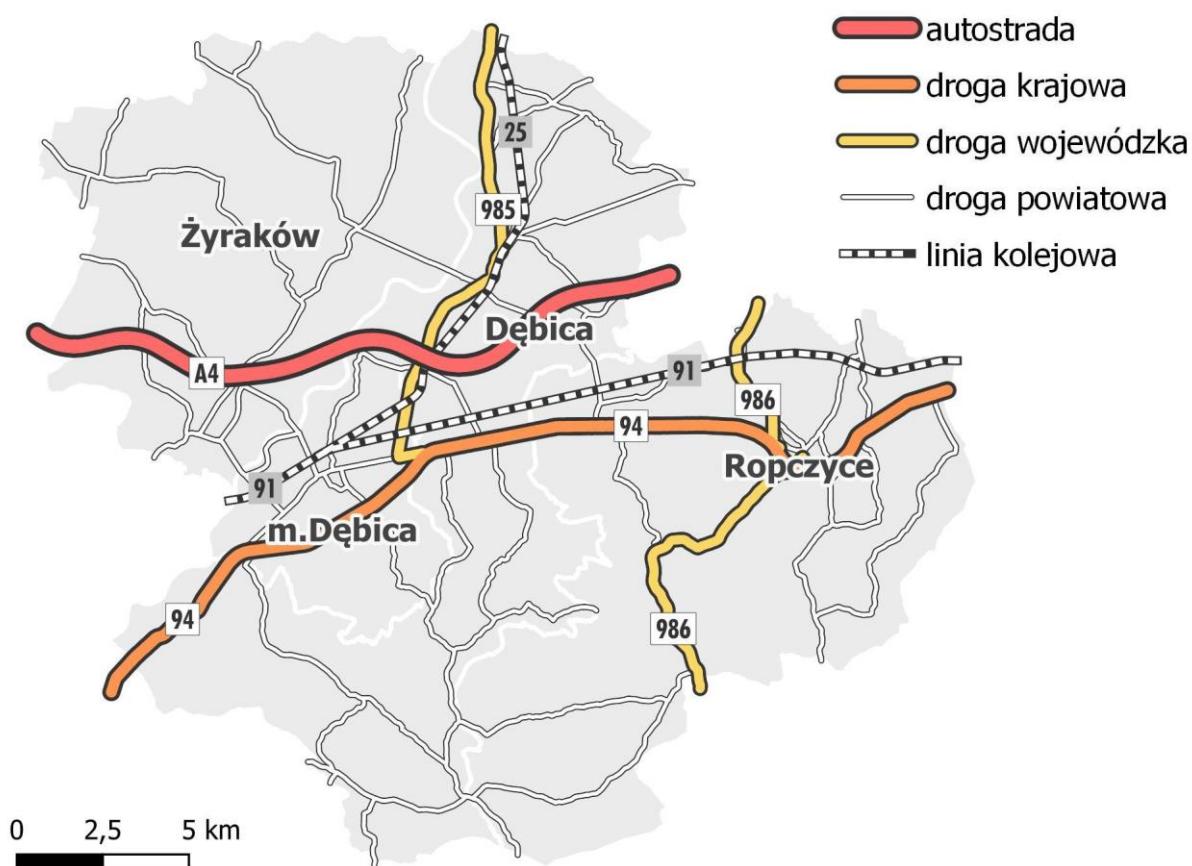 autostrada
droga krajowa
droga wojewódzka
droga powiatowa
linia kolejowa
25
985
Żyraków
Dębica
A4
91
986
94
Ropczyce
91
m.Dębica
94
986
0 2,5 5 km